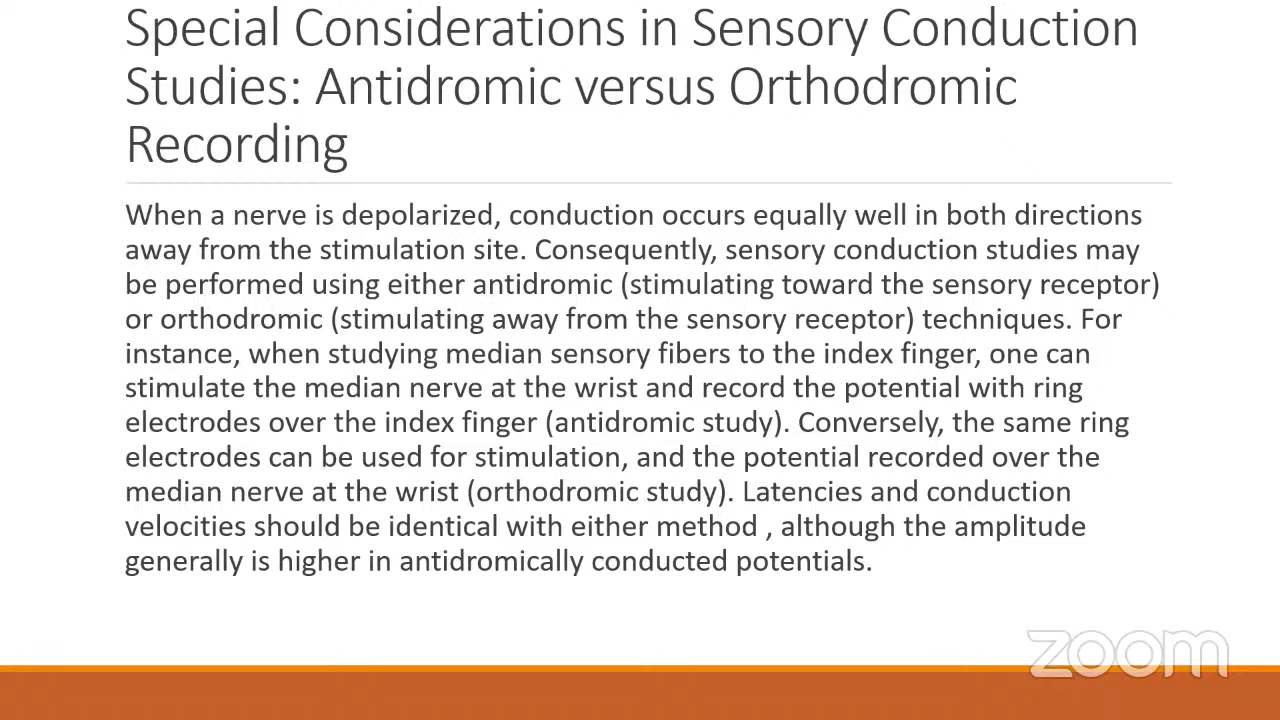 Special Considerations in Sensory Conduction
Studies: Antidromic versus Orthodromic
Recording
When a nerve is depolarized, conduction occurs equally well in both directions
away from the stimulation site. Consequently, sensory conduction studies may
be performed using either antidromic (stimulating toward the sensory receptor)
or orthodromic (stimulating away from the sensory receptor) techniques. For
instance, when studying median sensory fibers to the index finger, one can
stimulate the median nerve at the wrist and record the potential with ring
electrodes over the index finger (antidromic study). Conversely, the same ring
electrodes can be used for stimulation, and the potential recorded over the
median nerve at the wrist (orthodromic study). Latencies and conduction
velocities should be identical with either method , although the amplitude
generally is higher in antidromically conducted potentials.
zoom